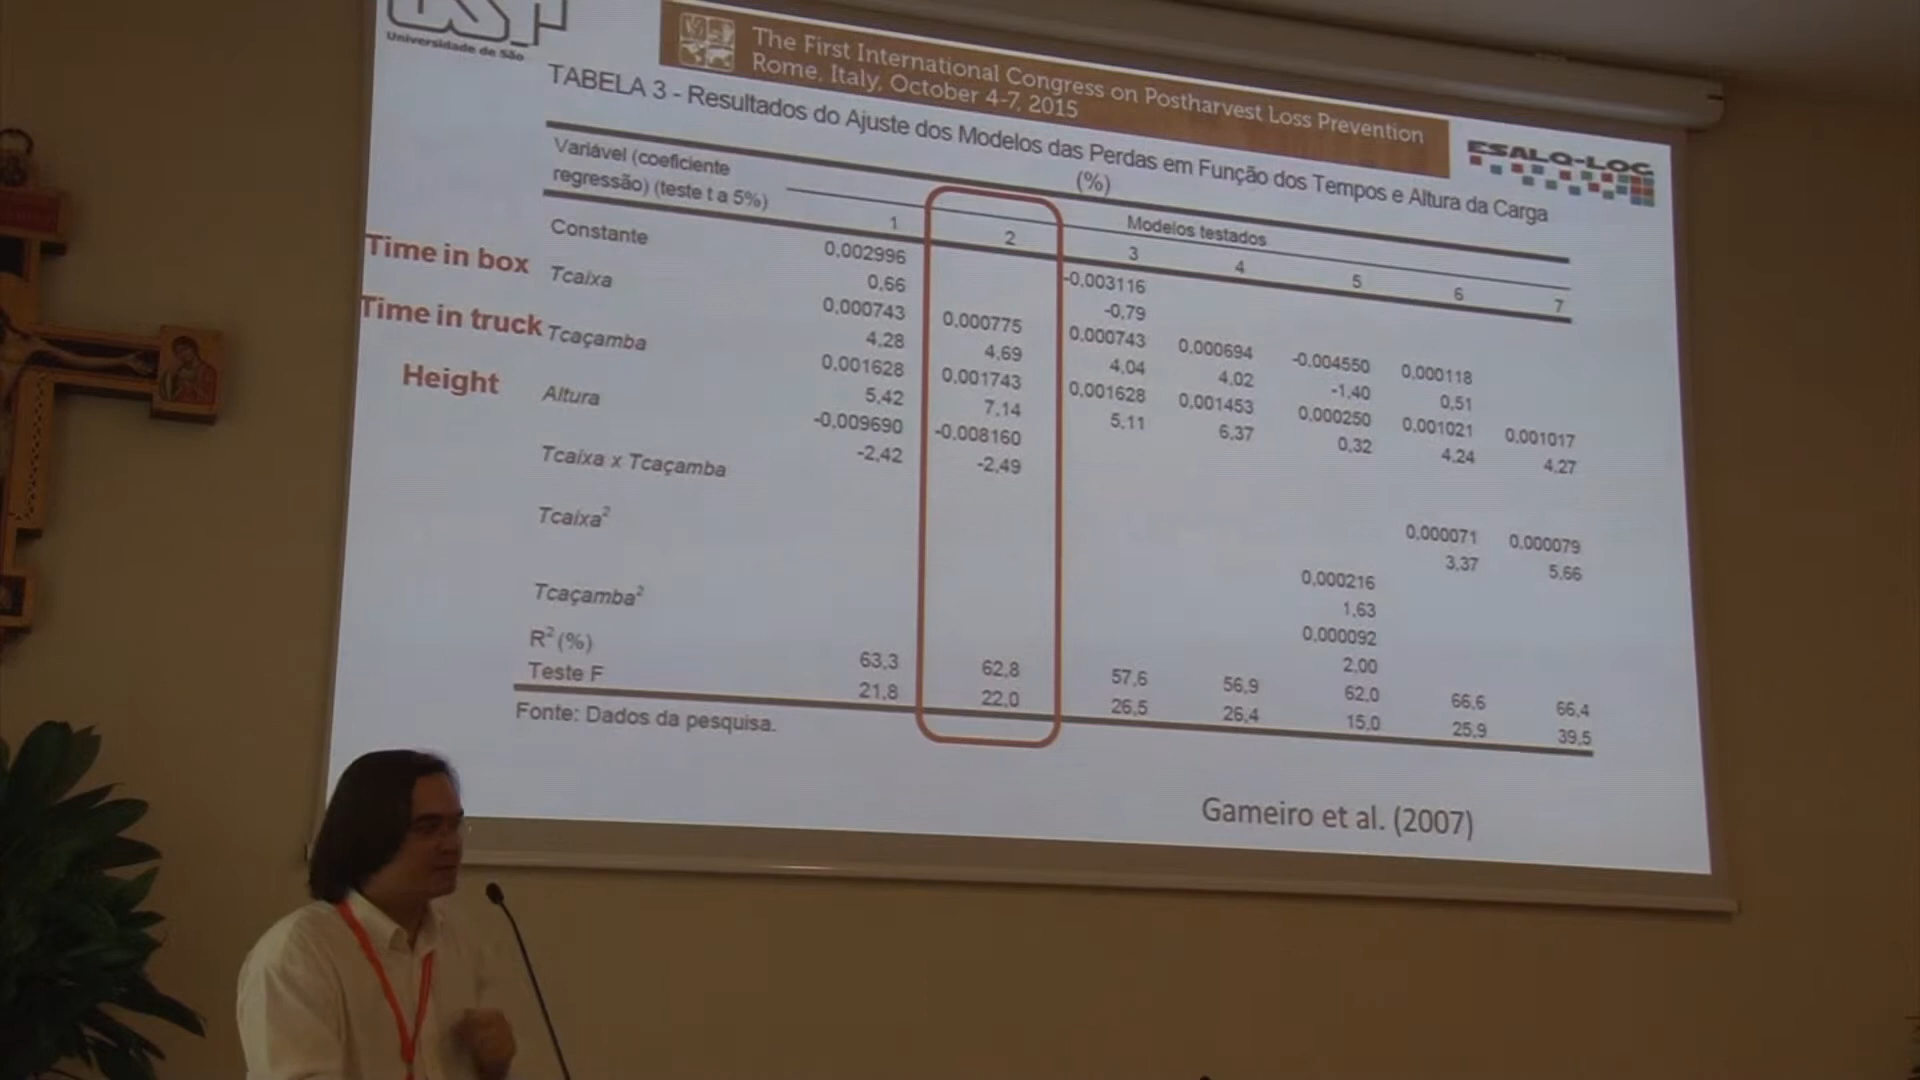 Universidade de São
The First International Congress on Postharvest Loss Prevention
Rome, Italy, October 4-7, 2015
ESALQ-LOG
TABELA 3 - Resultados do Ajuste dos Modelos das Perdas em Função dos Tempos e Altura da Carga
(%)
Variável (coeficiente
regressão) (teste t a 5%)
Modelos testados
1 2 3 4 5 6 7
Constante 0,002996 -0,003116
0,66 -0,79
Time in box Tcaixa 0,000743 0,000775 0,000743 0,000694 -0,004550 0,000118
4,28 4,69 4,04 4,02 -1,40 0,51
Time in truck Tcaçamba 0,001628 0,001743 0,001628 0,001453 0,000250 0,001021 0,001017
5,42 7,14 5,11 6,37 0,32 4,24 4,27
Height Altura -0,009690 -0,008160
-2,42 -2,49
Tcaixa x Tcaçamba 0,000071 0,000079
3,37 5,66
Tcaixa² 0,000216
1,63
Tcaçamba² 0,000092
2,00
R² (%) 63,3 62,8 57,6 56,9 62,0 66,6 66,4
Teste F 21,8 22,0 26,5 26,4 15,0 25,9 39,5
Fonte: Dados da pesquisa.
Gameiro et al. (2007)